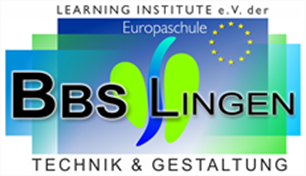 LEARNING INSTITUTE e.V. der
Europaschule
BBS LINGEN
TECHNIK & GESTALTUNG